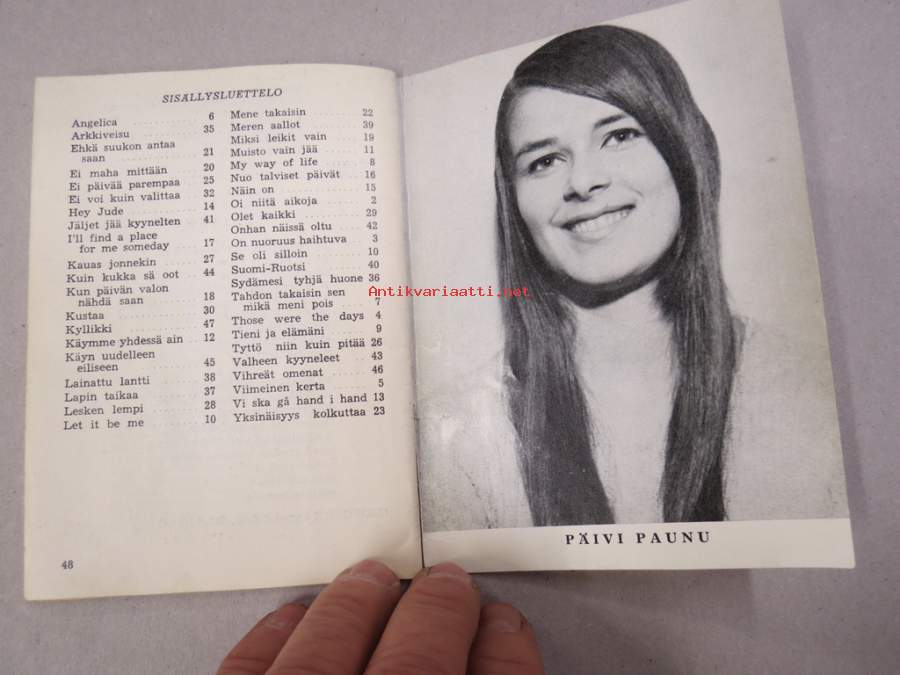 SISÄLLYSLUETTELO
Angelica 6
Arkkiveisu 35
Ehkä suukon antaa
saan 21
Ei maha mittään 20
Ei päivää parempaa 25
Ei voi kuin valittaa 32
Hey Jude 14
Jäljet jää kyynelten 41
I'll find a place
for me someday 17
Kauas jonnekin 27
Kuin kukka sä oot 44
Kun päivän valon
nähdä saan 18
Kustaa 30
Kyllikki 47
Käymme yhdessä ain 12
Käyn uudelleen
eiliseen 45
Lainattu lantti 38
Lapin taikaa 37
Lesken lempi 28
Let it be me 10
Mene takaisin 22
Meren aallot 39
Miksi leikit vain 19
Muisto vain jää 11
My way of life 8
Nuo talviset päivät 16
Näin on 15
Oi niitä aikoja 2
Olet kaikki 29
Onhan näissä oltu 42
On nuoruus haihtuva 3
Se oli silloin 10
Suomi-Ruotsi 40
Sydämesi tyhjä huone 36
Tahdon takaisin sen
mikä meni pois 7
Those were the days 4
Tieni ja elämäni 9
Tyttö niin kuin pitää 26
Valheen kyyneleet 43
Vihreät omenat 46
Viimeinen kerta 5
Vi ska gå hand i hand 13
Yksinäisyys kolkuttaa 23
48
PÄIVI PAUNU
Antikvariaatti.net